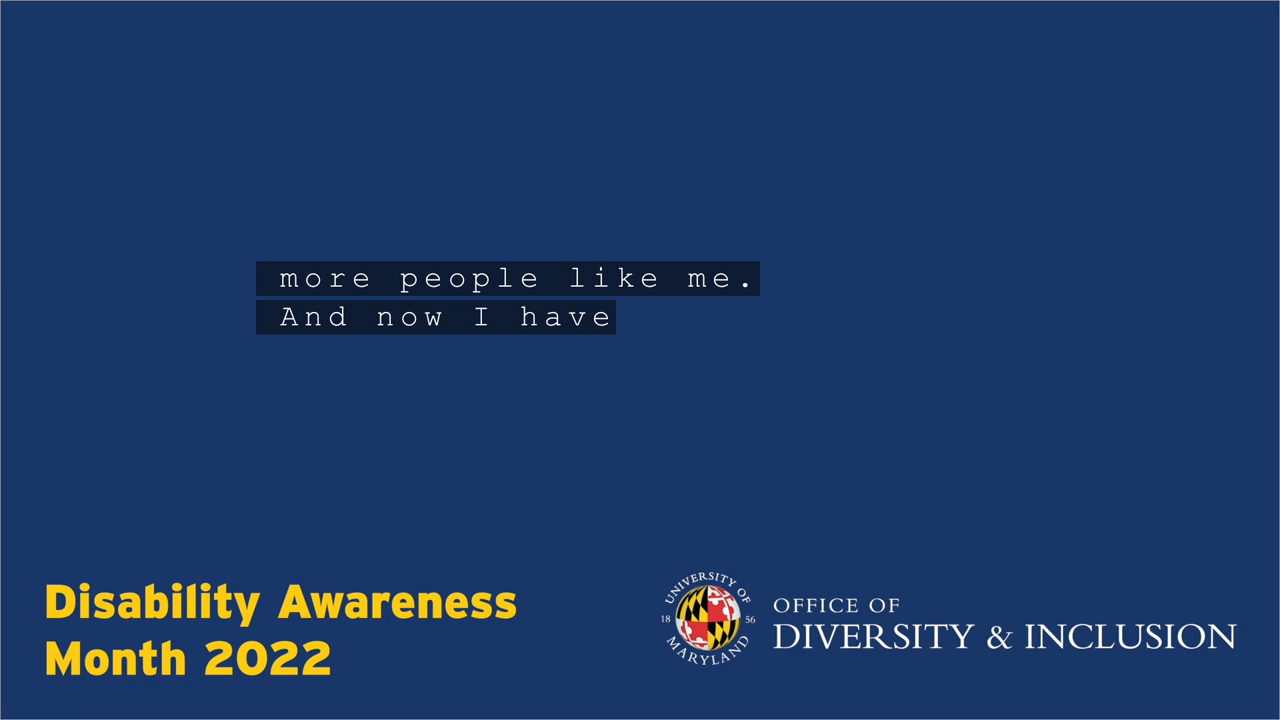 more people like me.
And now I have
Disability Awareness
Month 2022
UNIVERSITY OF
18 56
MARYLAND
OFFICE OF
DIVERSITY & INCLUSION